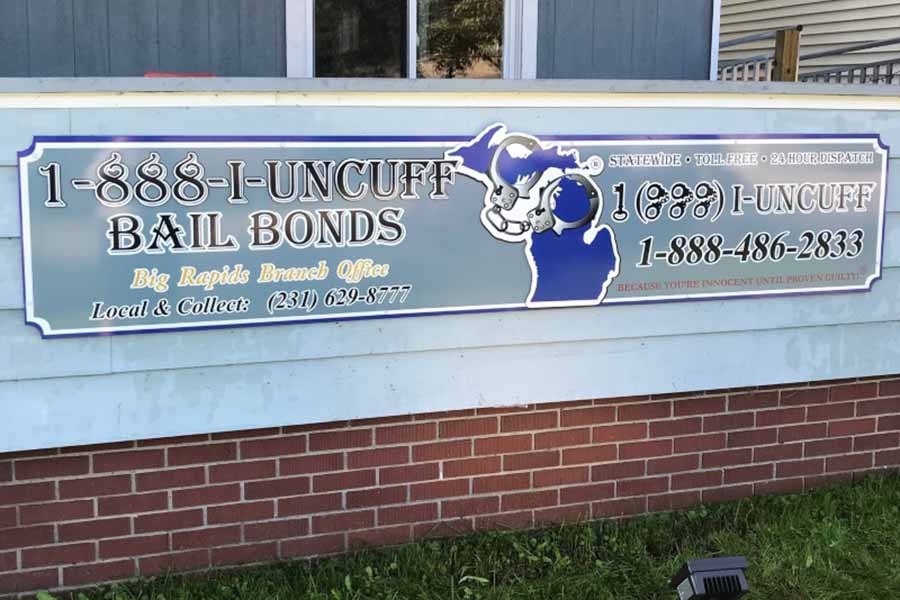 1-888-I-UNCUFF
BAIL BONDS
Big Rapids Branch Office
Local & Collect: (231) 629-8777
®
STATEWIDE • TOLL FREE • 24 HOUR DISPATCH
1 (888) I-UNCUFF
1-888-486-2833
BECAUSE YOU'RE INNOCENT UNTIL PROVEN GUILTY!®